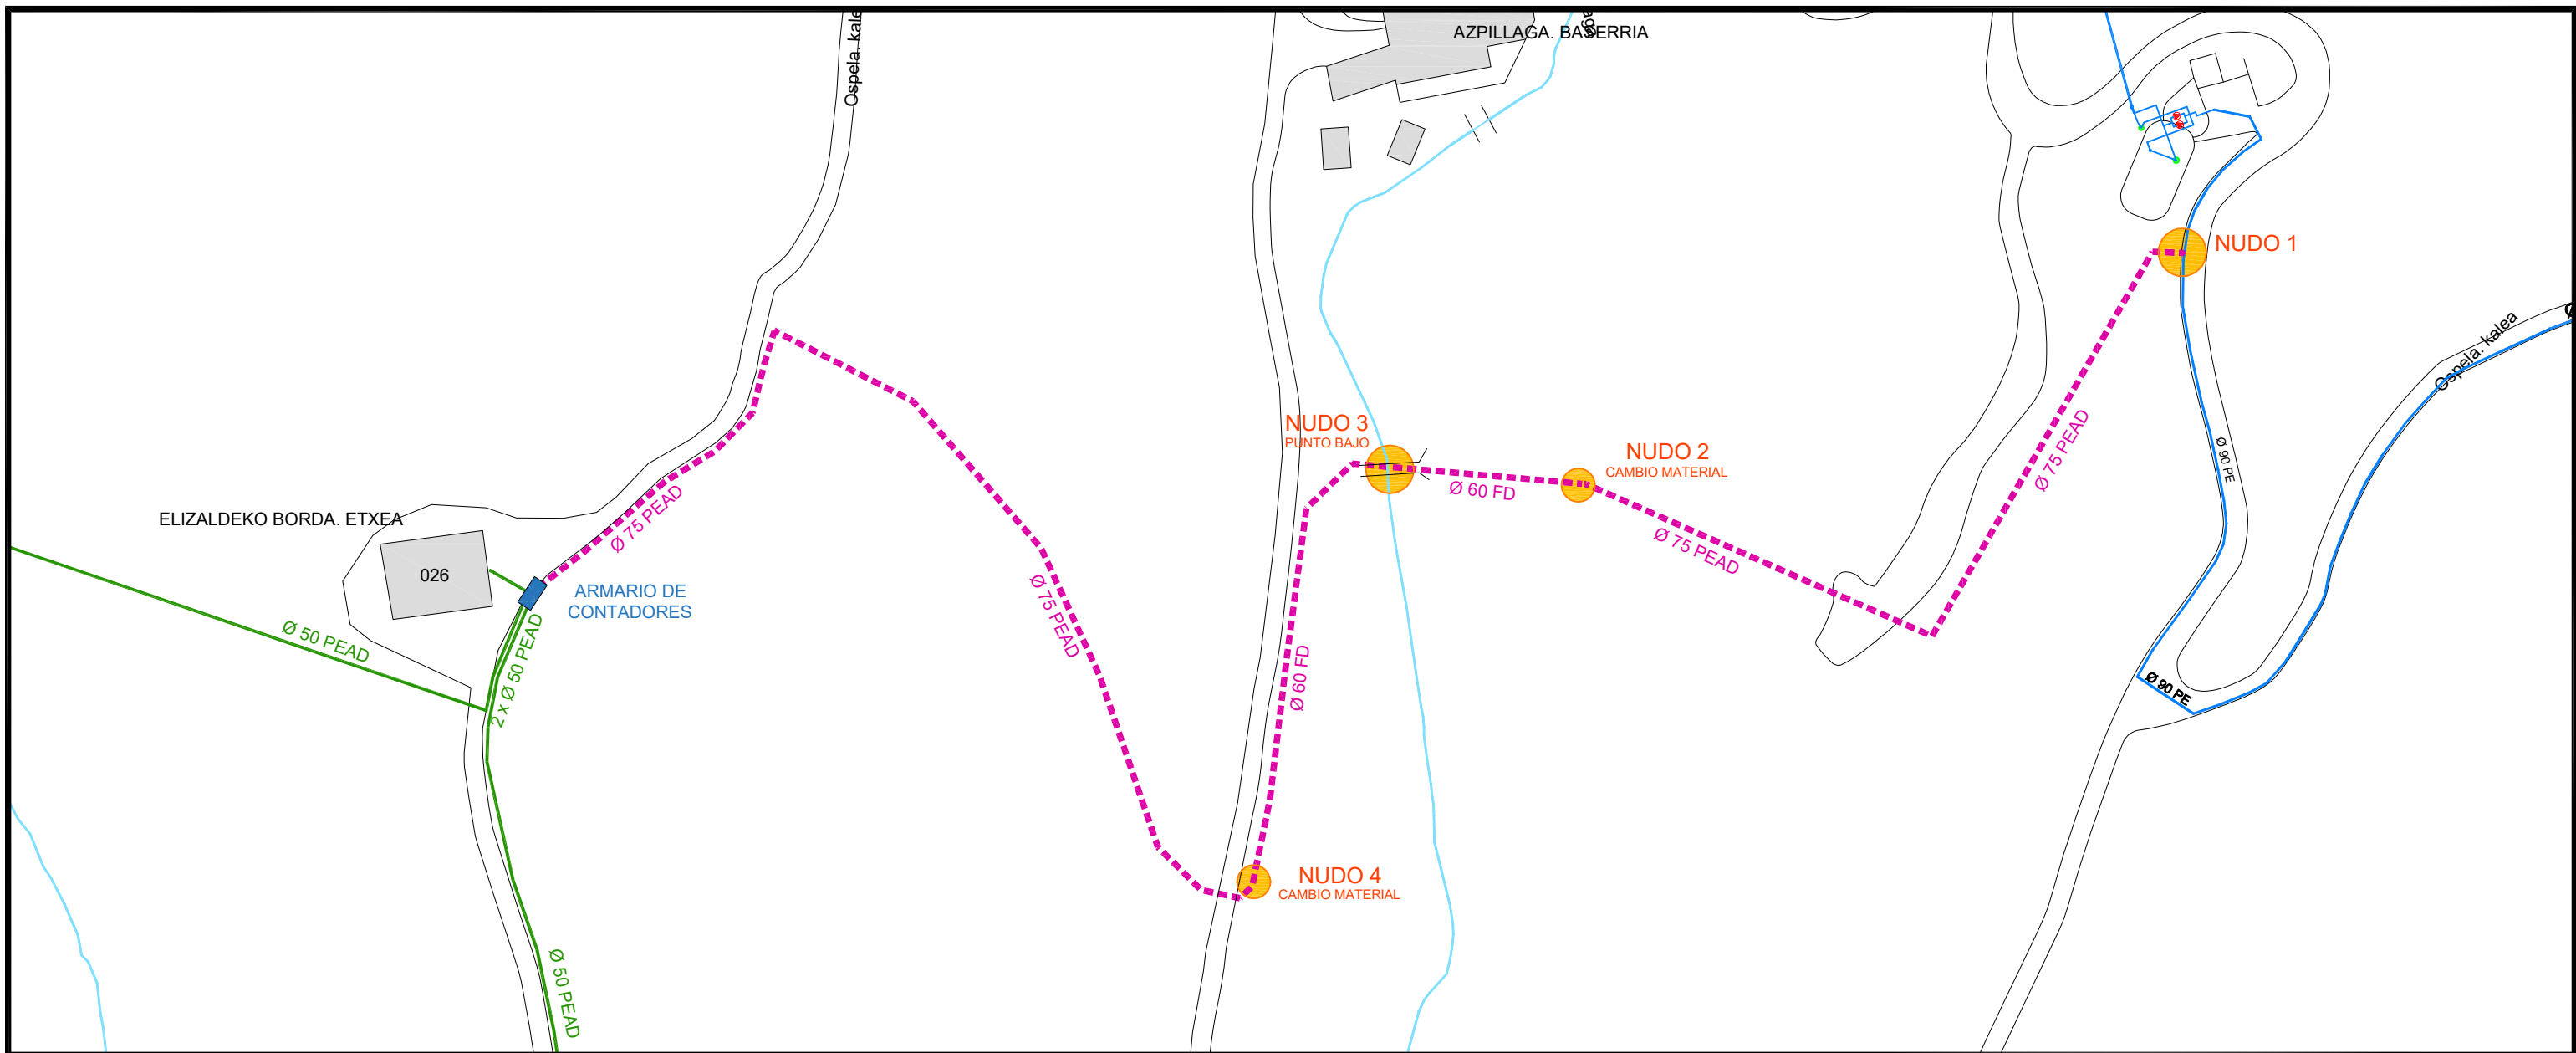 Ospela. kale
AZPILLAGA. BASERRIA
NUDO 1
Ospela. kalea
Ø 90 PE
Ø 75 PEAD
NUDO 3
PUNTO BAJO
NUDO 2
CAMBIO MATERIAL
Ø 60 FD
Ø 75 PEAD
Ø 75 PEAD
ELIZALDEKO BORDA. ETXEA
026
ARMARIO DE
CONTADORES
Ø 50 PEAD
2 x Ø 50 PEAD
Ø 75 PEAD
Ø 60 FD
Ø 90 PE
NUDO 4
CAMBIO MATERIAL
Ø 50 PEAD